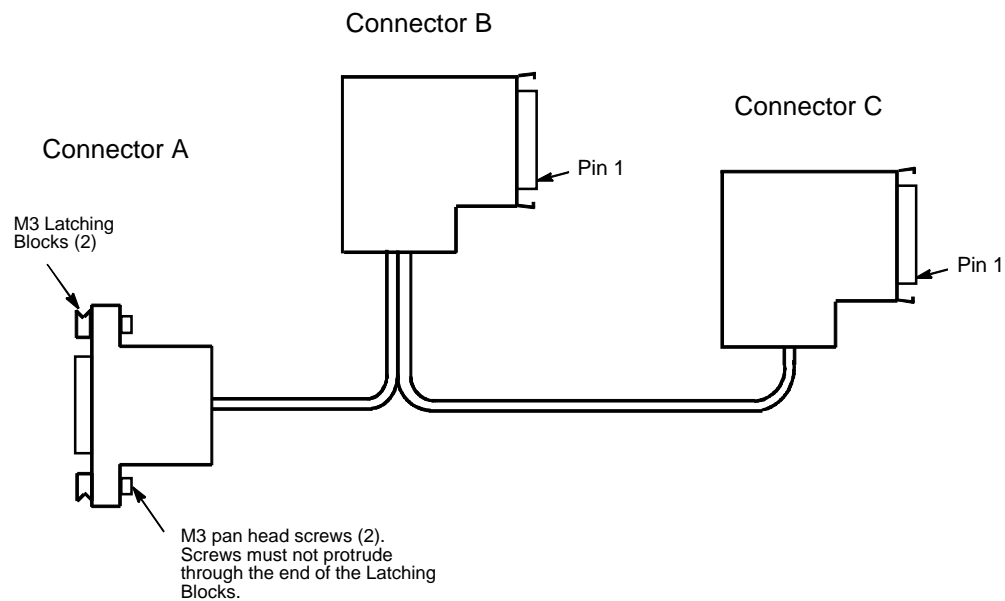 Connector B
Connector C
Connector A
Pin 1
M3 Latching
Blocks (2)
Pin 1
M3 pan head screws (2).
Screws must not protrude
through the end of the Latching
Blocks.